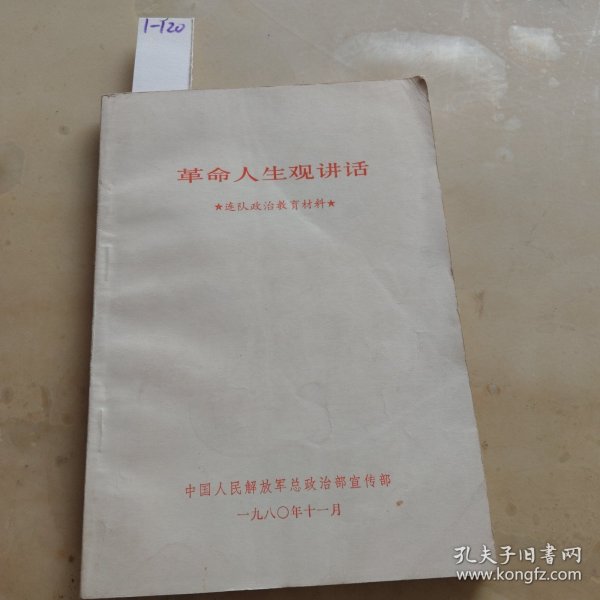 1-120
革命人生观讲话
★连队政治教育材料★
中国人民解放军总政治部宣传部
一九八〇年十一月
孔夫子旧书网
www.kongfz.com